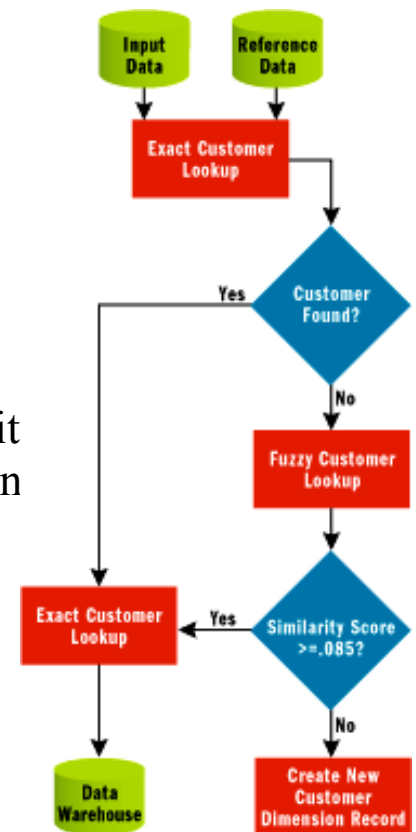 Input
Data
Reference
Data
Exact Customer
Lookup
Yes
Customer
Found?
No
it
n
Fuzzy Customer
Lookup
Exact Customer
Lookup
Yes
Similarity Score
>=.085?
No
Data
Warehouse
Create New
Customer
Dimension Record